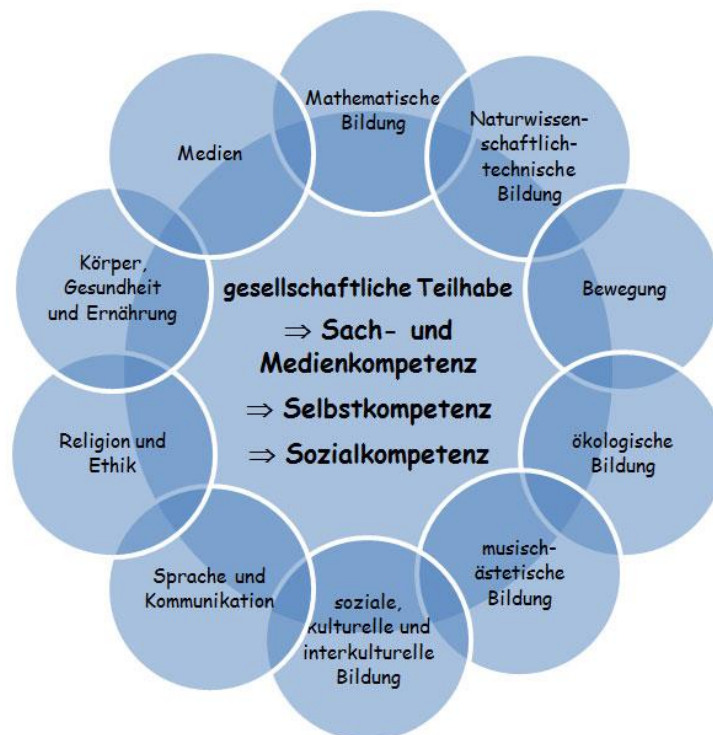 Mathematische
Bildung
Naturwissen-
schaftlich-
technische
Bildung
Bewegung
ökologische
Bildung
musisch-
ästetische
Bildung
soziale,
kulturelle und
interkulturelle
Bildung
Sprache und
Kommunikation
Religion und
Ethik
Körper,
Gesundheit
und Ernährung
Medien
gesellschaftliche Teilhabe
⇒ Sach- und
Medienkompetenz
⇒ Selbstkompetenz
⇒ Sozialkompetenz